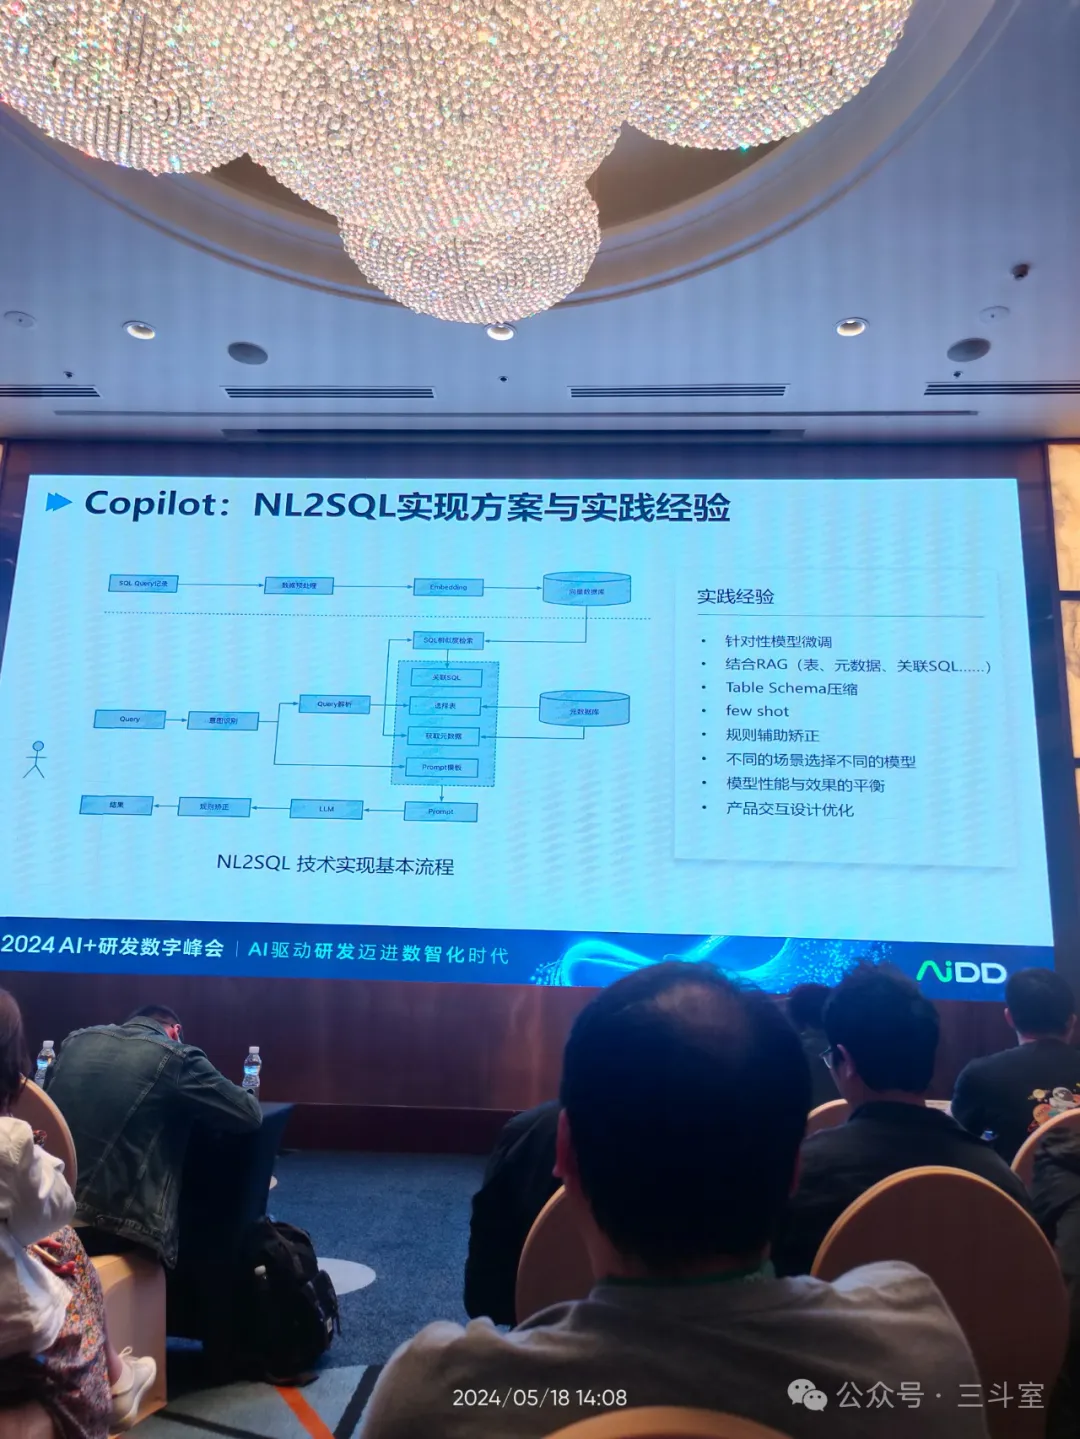 Copilot：NL2SQL实现方案与实践经验
SQL Query记录
数据预处理
Embedding
向量数据库
SQL相似度检索
关联SQL
Query解析
选择表
元数据库
Query
意图识别
获取元数据
Prompt模板
结果
规则矫正
LLM
Prompt
NL2SQL 技术实现基本流程
实践经验
• 针对性模型微调
• 结合RAG（表、元数据、关联SQL......）
• Table Schema压缩
• few shot
• 规则辅助矫正
• 不同的场景选择不同的模型
• 模型性能与效果的平衡
• 产品交互设计优化
2024 AI+研发数字峰会 | AI驱动研发迈进数智化时代
AiDD
2024/05/18 14:08
公众号 · 三斗室